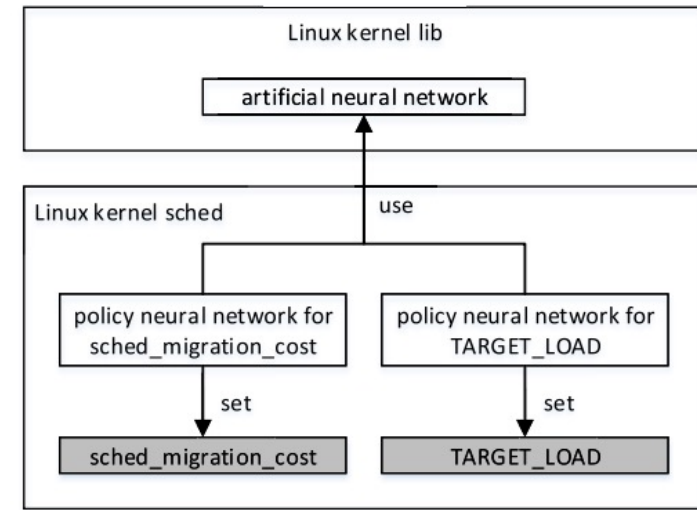 Linux kernel lib
artificial neural network
use
Linux kernel sched
policy neural network for
sched_migration_cost
policy neural network for
TARGET_LOAD
set
set
sched_migration_cost
TARGET_LOAD